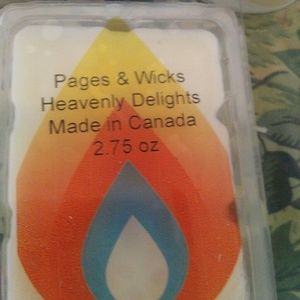 Pages & Wicks
Heavenly Delights
Made in Canada
2.75 oz